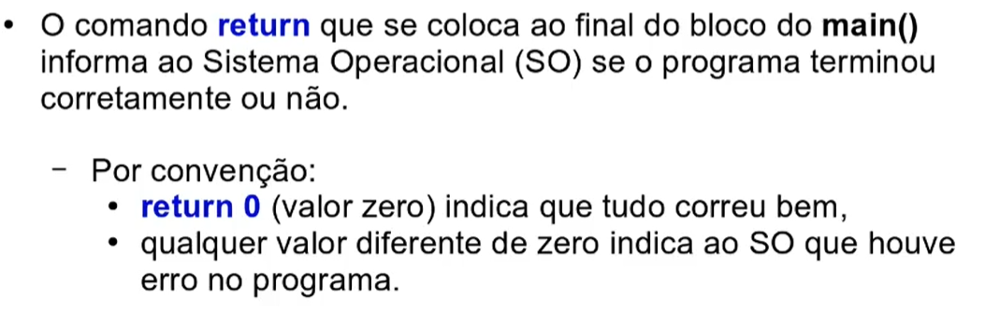 • O comando return que se coloca ao final do bloco do main()
informa ao Sistema Operacional (SO) se o programa terminou
corretamente ou não.
– Por convenção:
• return 0 (valor zero) indica que tudo correu bem,
• qualquer valor diferente de zero indica ao SO que houve
erro no programa.